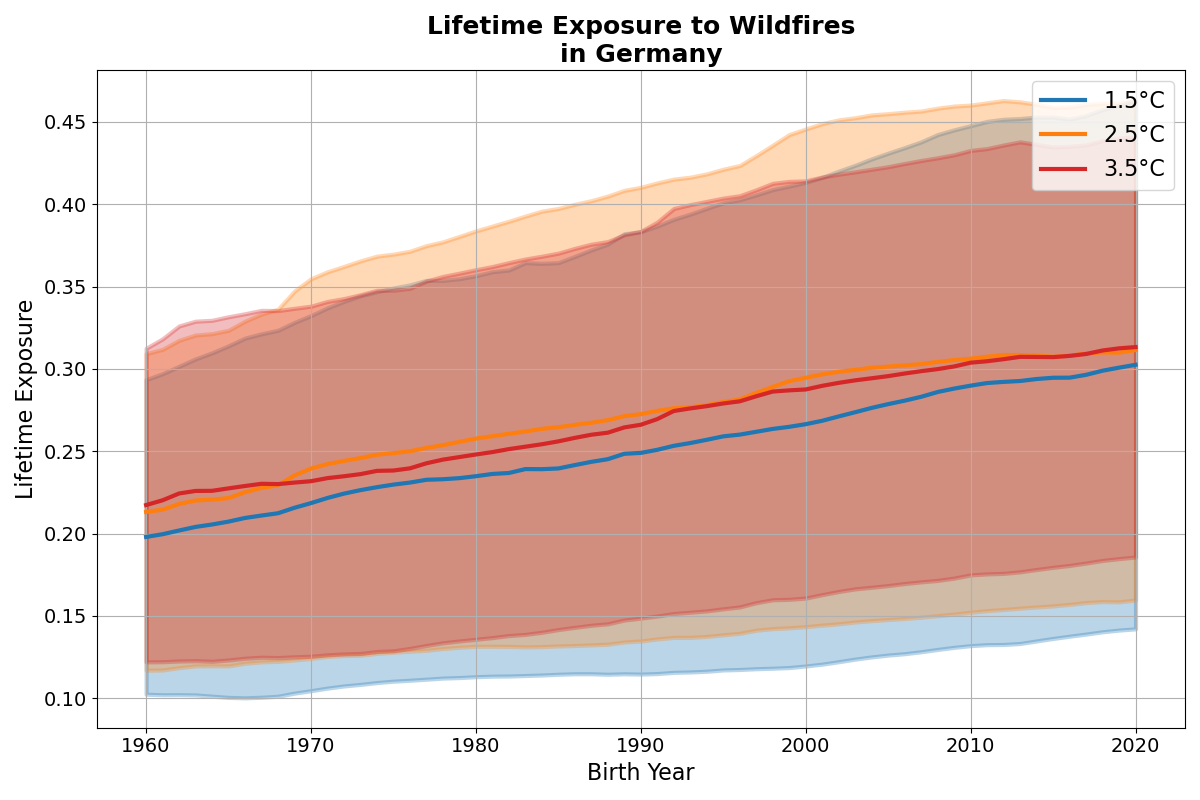 Lifetime Exposure to Wildfires
in Germany
1.5°C
2.5°C
3.5°C
0.45
0.40
0.35
0.30
0.25
0.20
0.15
0.10
Lifetime Exposure
1960 1970 1980 1990 2000 2010 2020
Birth Year